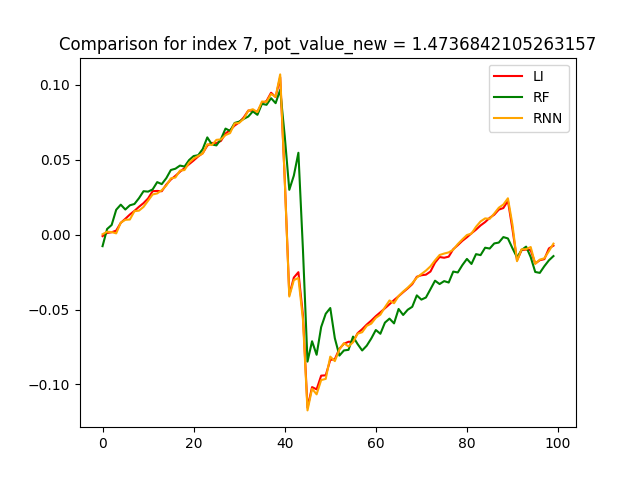 Comparison for index 7, pot_value_new = 1.4736842105263157
LI
RF
RNN
0.10
0.05
0.00
−0.05
−0.10
0
20
40
60
80
100